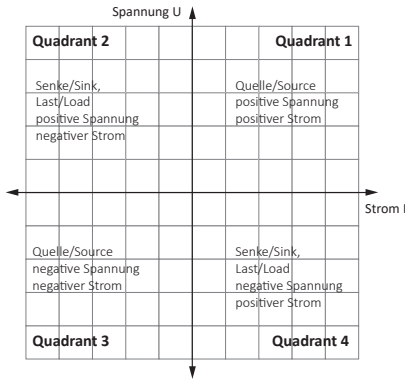 Spannung U
Quadrant 2
Quadrant 1
Senke/Sink,
Last/Load
positive Spannung
negativer Strom
Quelle/Source
positive Spannung
positiver Strom
Strom I
Quelle/Source
negative Spannung
negativer Strom
Senke/Sink,
Last/Load
negative Spannung
positiver Strom
Quadrant 3
Quadrant 4